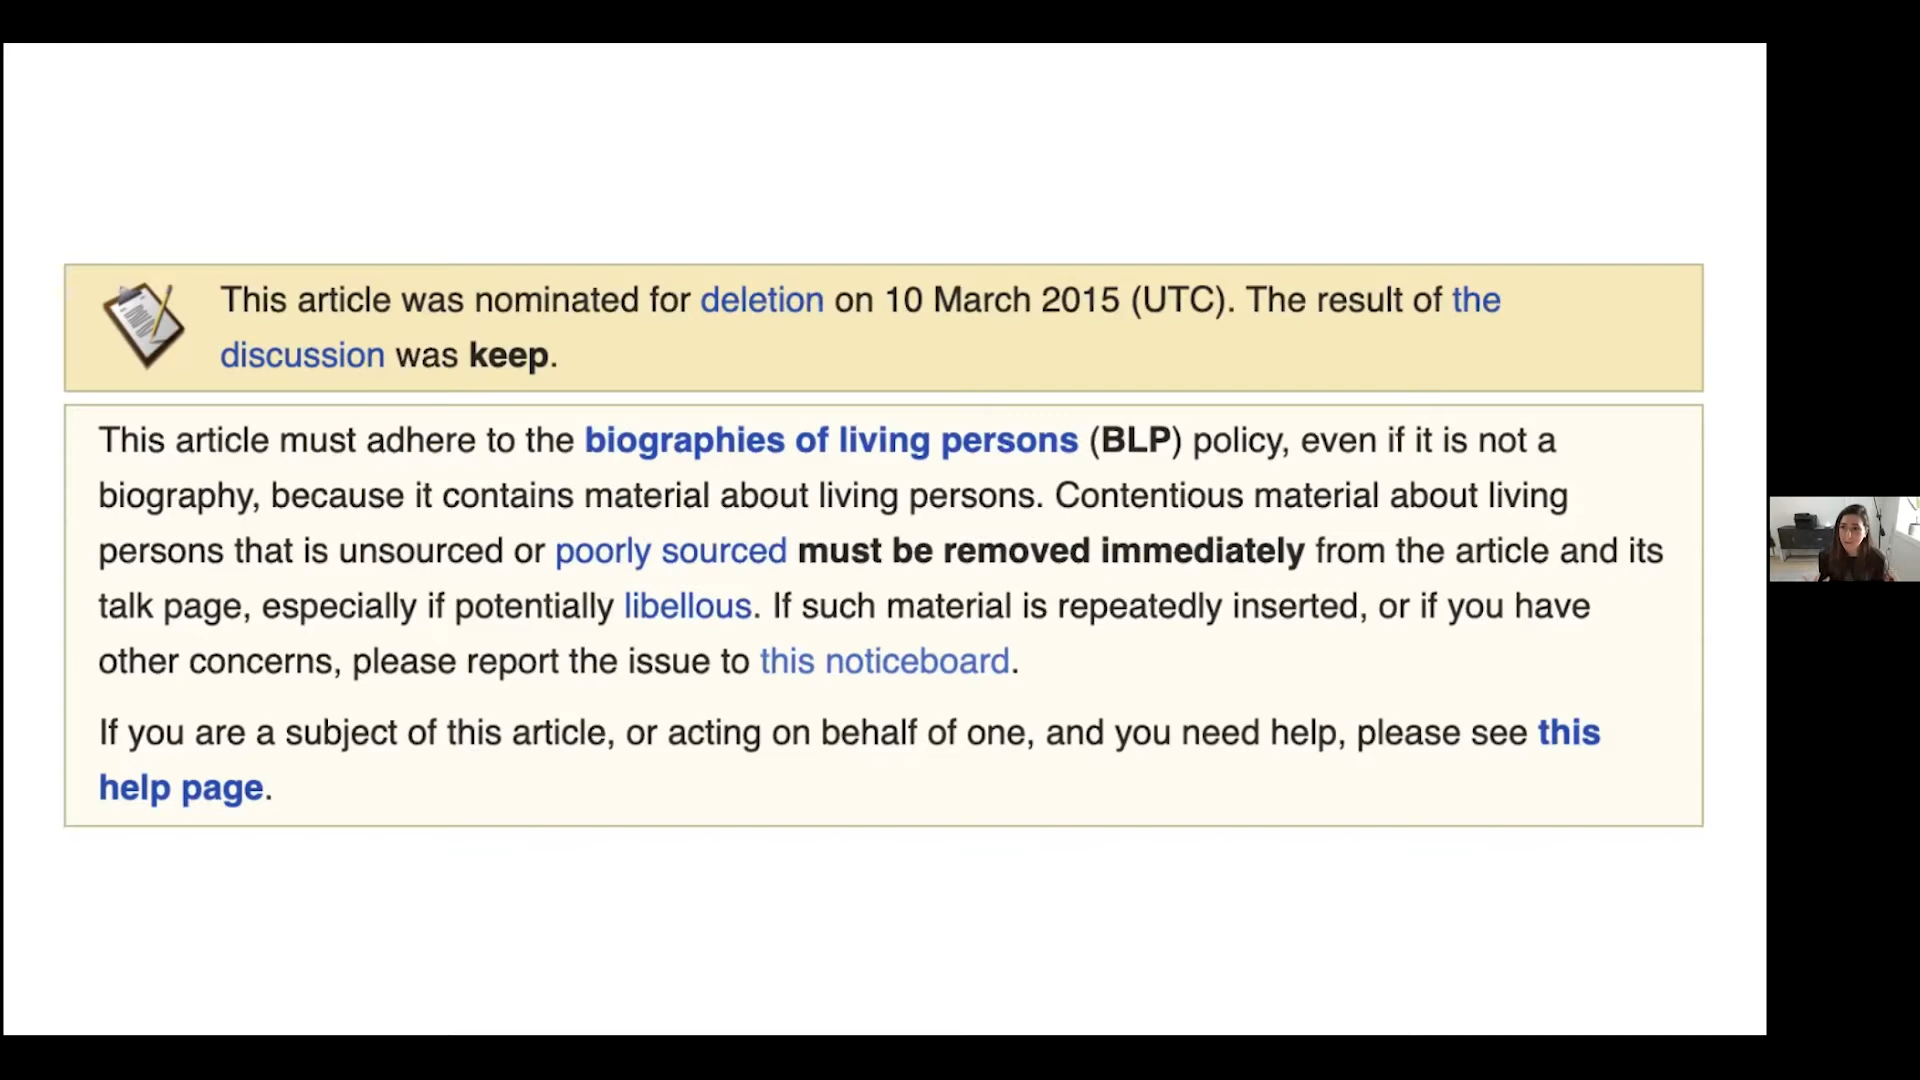 This article was nominated for deletion on 10 March 2015 (UTC). The result of the
discussion was keep.
This article must adhere to the biographies of living persons (BLP) policy, even if it is not a
biography, because it contains material about living persons. Contentious material about living
persons that is unsourced or poorly sourced must be removed immediately from the article and its
talk page, especially if potentially libellous. If such material is repeatedly inserted, or if you have
other concerns, please report the issue to this noticeboard.
If you are a subject of this article, or acting on behalf of one, and you need help, please see this
help page.